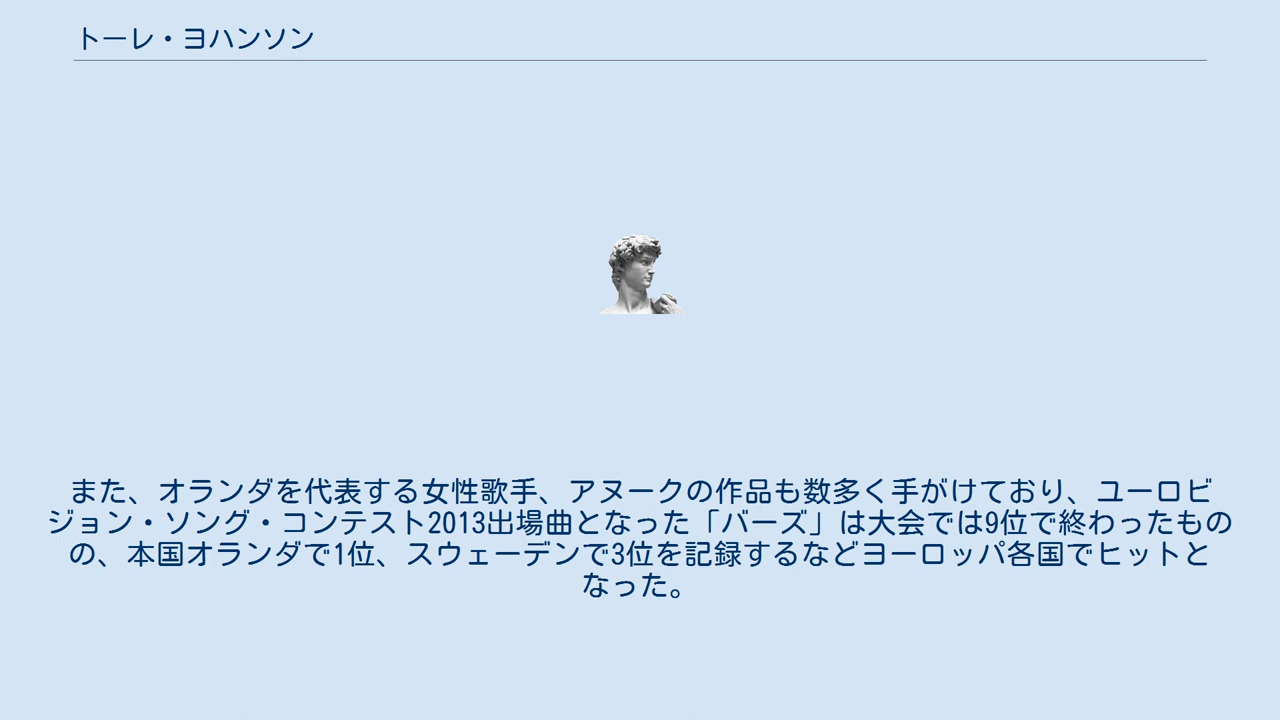 トーレ・ヨハンソン
また、オランダを代表する女性歌手、アヌークの作品も数多く手がけており、ユーロビ
ジョン・ソング・コンテスト2013出場曲となった「バーズ」は大会では9位で終わったもの
の、本国オランダで1位、スウェーデンで3位を記録するなどヨーロッパ各国でヒットと
なった。